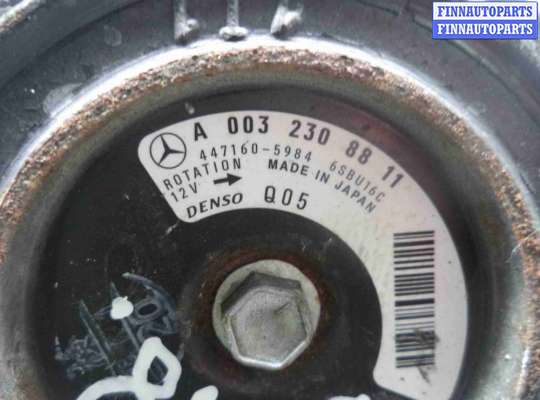 FINNAUTOPARTS
FINNAUTOPARTS
A 003 230 88 11
447160-5984 6SBU16C
ROTATION → MADE IN JAPAN
12V
DENSO Q05